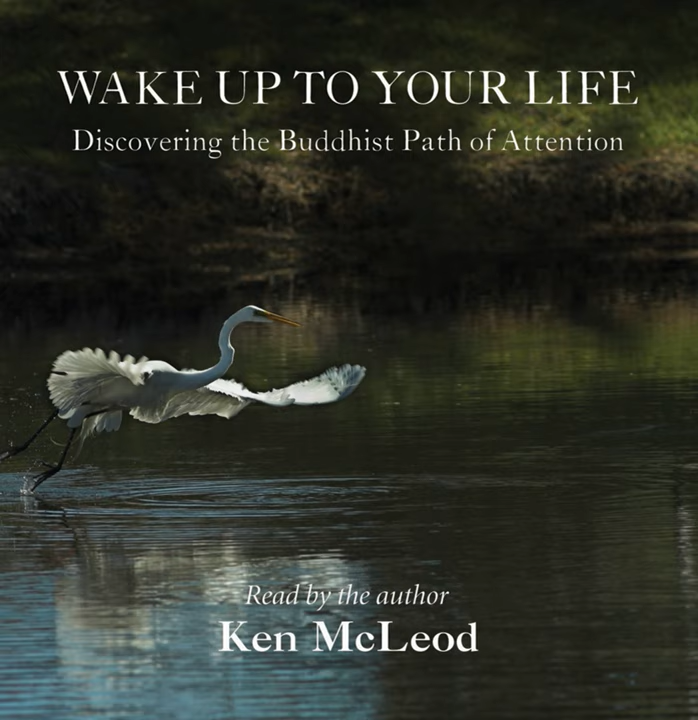 WAKE UP TO YOUR LIFE
Discovering the Buddhist Path of Attention
Read by the author
Ken McLeod